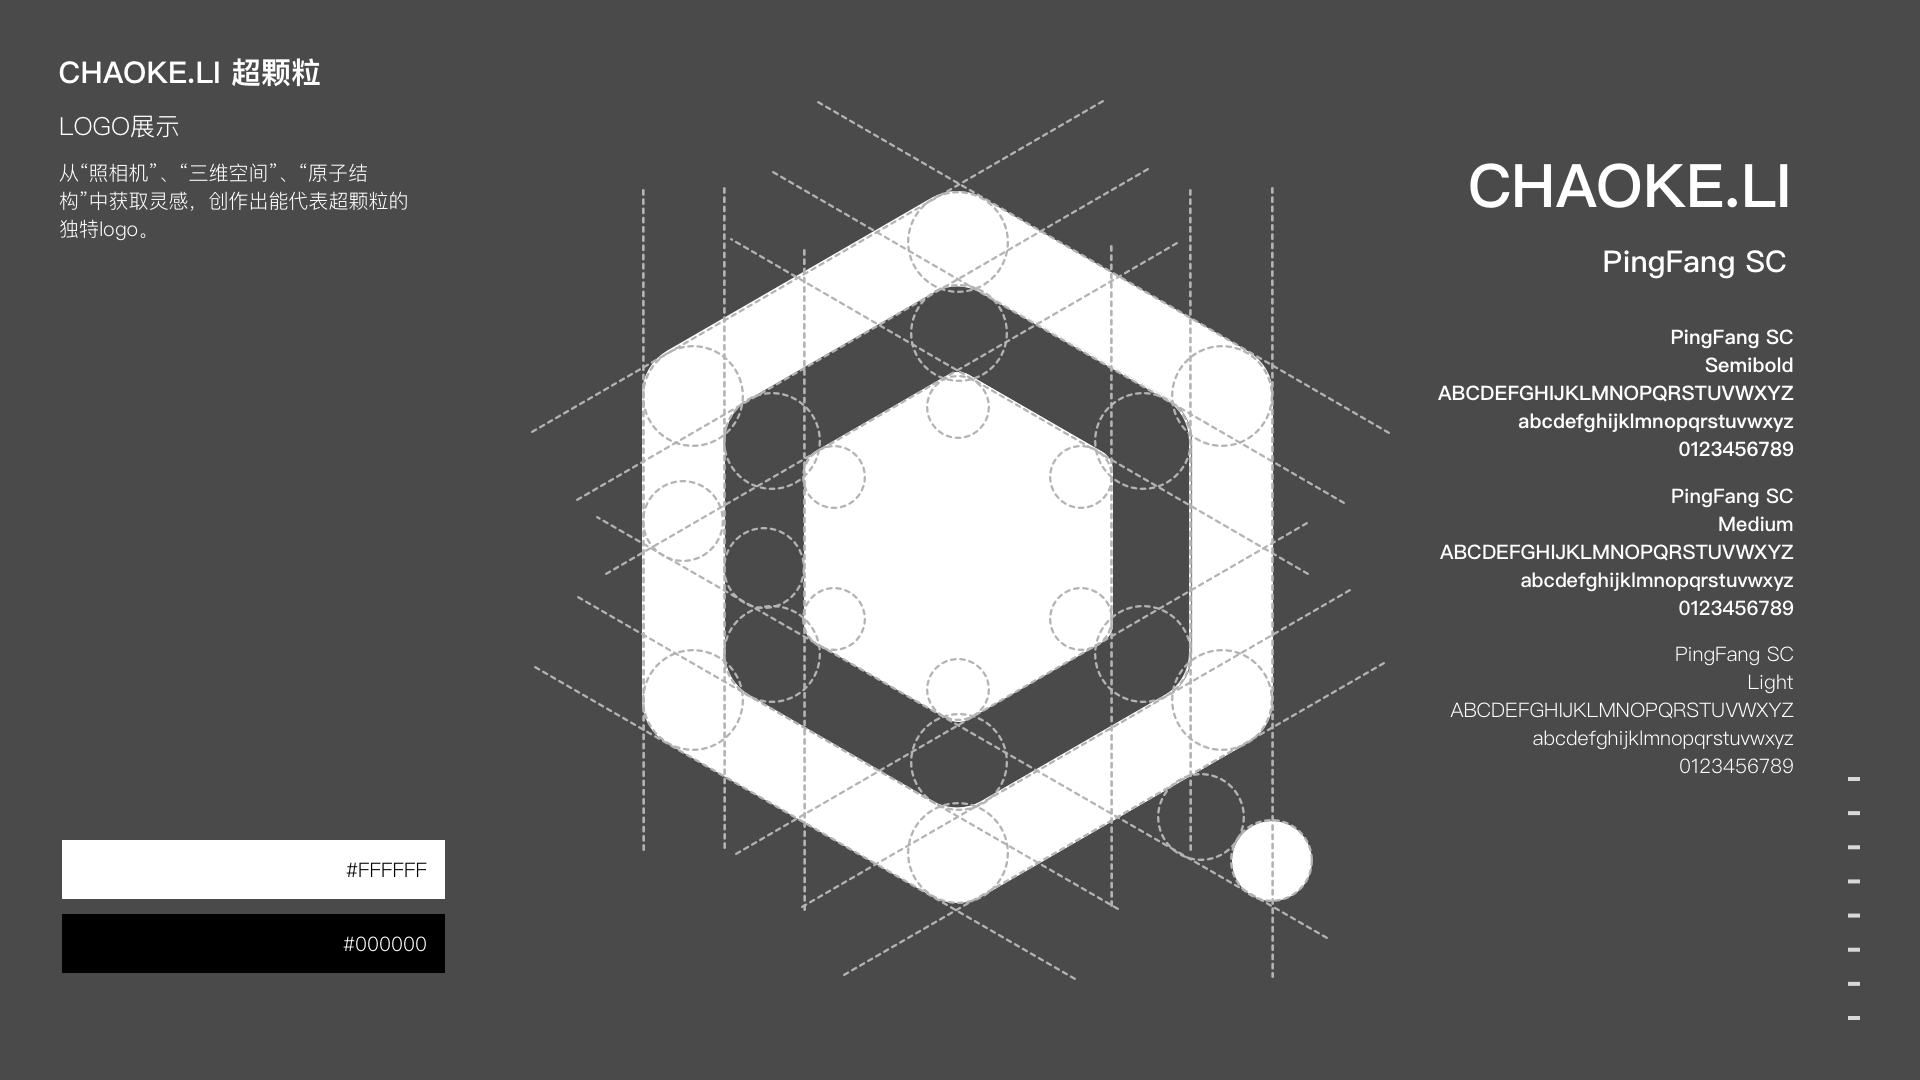 CHAOKE.LI 超颗粒
LOGO展示
从“照相机”、“三维空间”、“原子结
构”中获取灵感，创作出能代表超颗粒的
独特logo。
CHAOKE.LI
PingFang SC
PingFang SC
Semibold
ABCDEFGHIJKLMNOPQRSTUVWXYZ
abcdefghijklmnopqrstuvwxyz
0123456789
PingFang SC
Medium
ABCDEFGHIJKLMNOPQRSTUVWXYZ
abcdefghijklmnopqrstuvwxyz
0123456789
PingFang SC
Light
ABCDEFGHIJKLMNOPQRSTUVWXYZ
abcdefghijklmnopqrstuvwxyz
0123456789
#FFFFFF
#000000